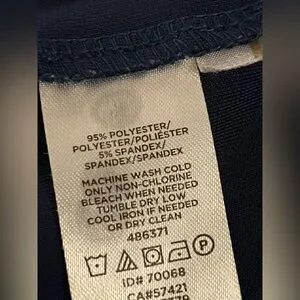 95% POLYESTER/
POLYESTER/POLIÉSTER
5% SPANDEX/
SPANDEX/SPANDEX
MACHINE WASH COLD
ONLY NON-CHLORINE
BLEACH WHEN NEEDED
TUMBLE DRY LOW
COOL IRON IF NEEDED
OR DRY CLEAN
486371
P
ID# 70068
CA#57421